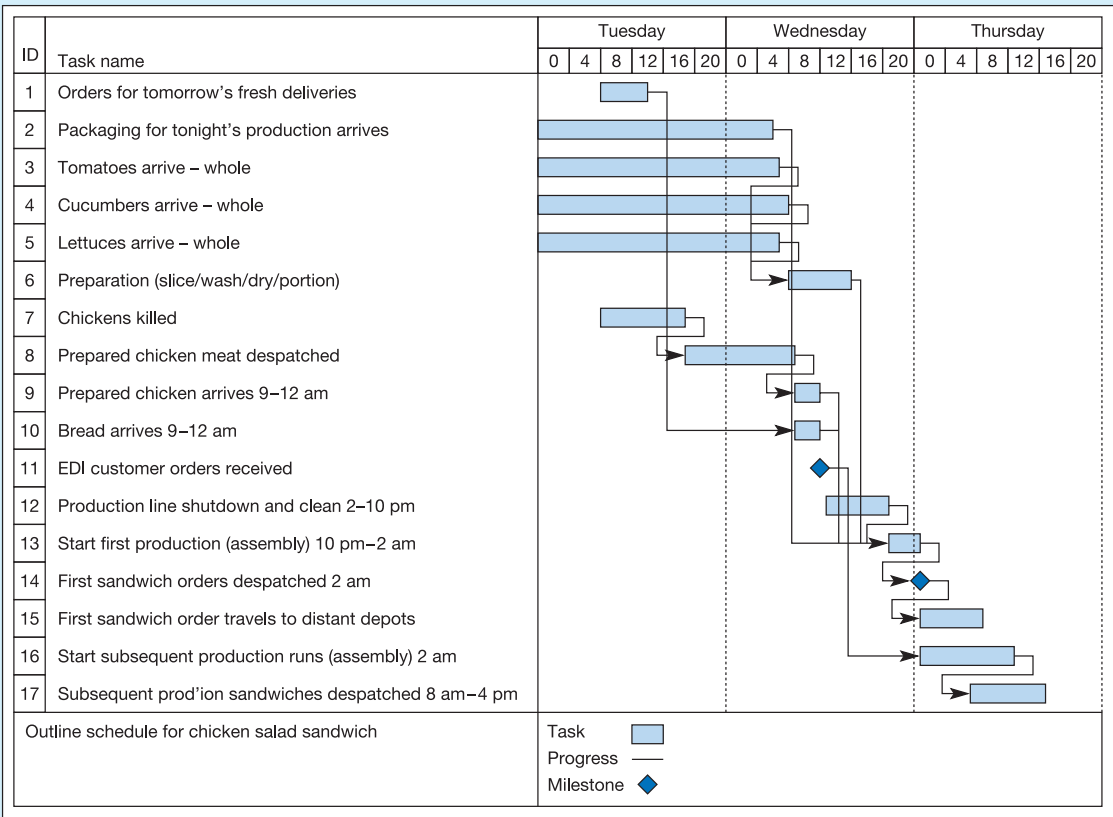 Tuesday Wednesday Thursday
ID Task name 0 4 8 12 16 20 0 4 8 12 16 20 0 4 8 12 16 20
1 Orders for tomorrow's fresh deliveries
2 Packaging for tonight's production arrives
3 Tomatoes arrive – whole
4 Cucumbers arrive – whole
5 Lettuces arrive – whole
6 Preparation (slice/wash/dry/portion)
7 Chickens killed
8 Prepared chicken meat despatched
9 Prepared chicken arrives 9–12 am
10 Bread arrives 9–12 am
11 EDI customer orders received
12 Production line shutdown and clean 2–10 pm
13 Start first production (assembly) 10 pm–2 am
14 First sandwich orders despatched 2 am
15 First sandwich order travels to distant depots
16 Start subsequent production runs (assembly) 2 am
17 Subsequent prod'ion sandwiches despatched 8 am–4 pm
Outline schedule for chicken salad sandwich
Task
Progress
Milestone